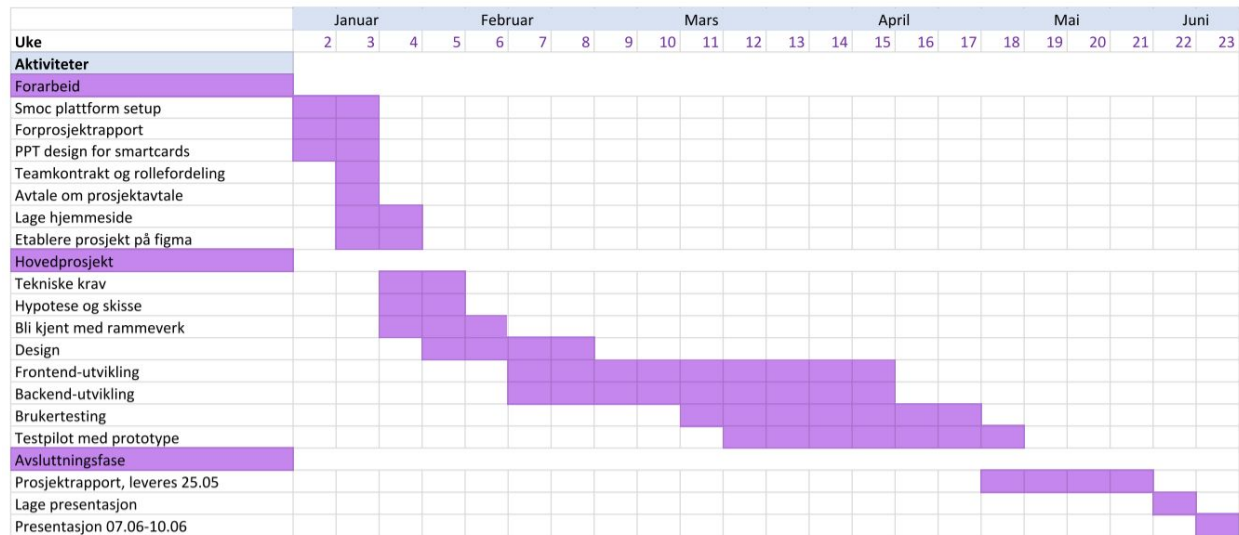 Januar Februar Mars April Mai Juni
Uke 2 3 4 5 6 7 8 9 10 11 12 13 14 15 16 17 18 19 20 21 22 23
Aktiviteter
Forarbeid
Smoc plattform setup
Forprosjektrapport
PPT design for smartcards
Teamkontrakt og rollefordeling
Avtale om prosjektavtale
Lage hjemmeside
Etablere prosjekt på figma
Hovedprosjekt
Tekniske krav
Hypotese og skisse
Bli kjent med rammeverk
Design
Frontend-utvikling
Backend-utvikling
Brukertesting
Testpilot med prototype
Avsluttningsfase
Prosjektrapport, leveres 25.05
Lage presentasjon
Presentasjon 07.06-10.06